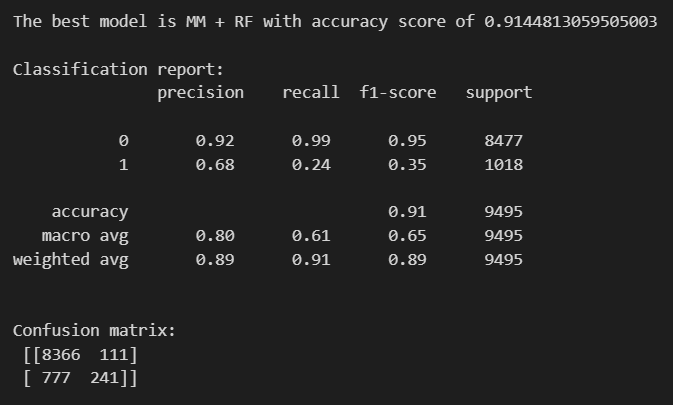 The best model is MM + RF with accuracy score of 0.9144813059505003
Classification report:
precision recall f1-score support
0 0.92 0.99 0.95 8477
1 0.68 0.24 0.35 1018
accuracy 0.91 9495
macro avg 0.80 0.61 0.65 9495
weighted avg 0.89 0.91 0.89 9495
Confusion matrix:
[[8366 111]
[ 777 241]]